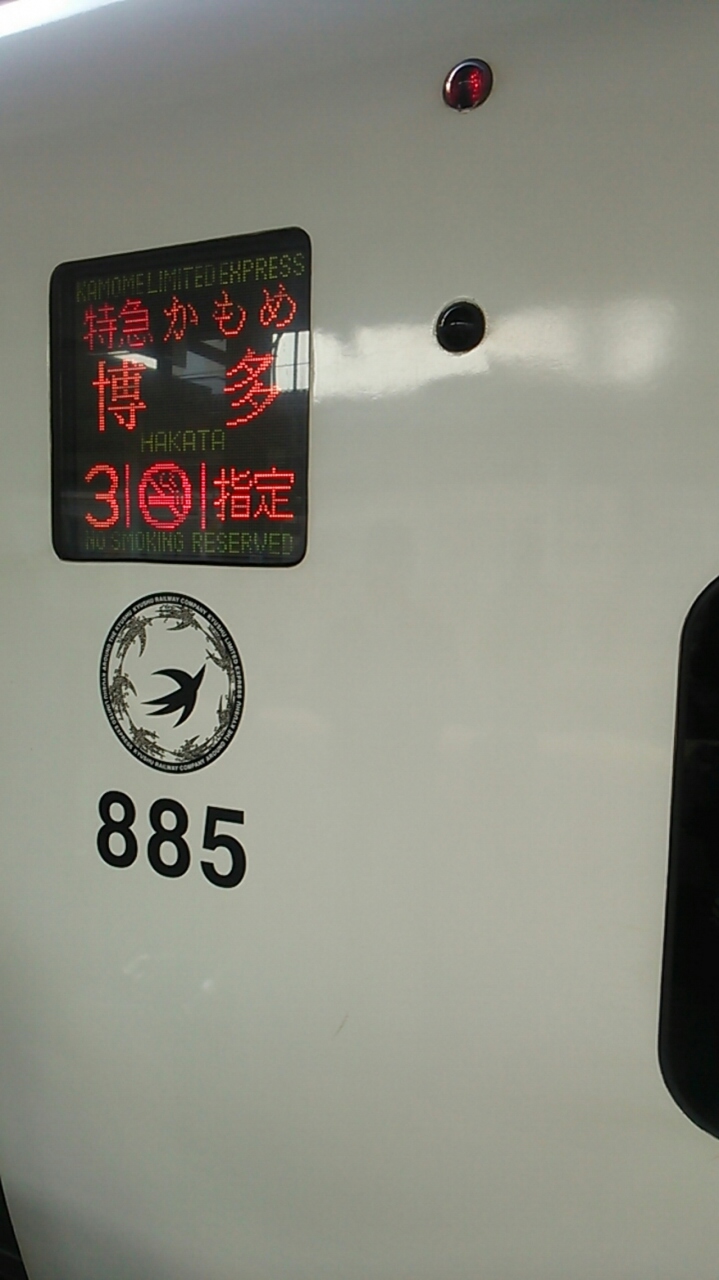 KAMOME LIMITED EXPRESS
特急かもめ
博多
HAKATA
3 指定
NO SMOKING RESERVED
885